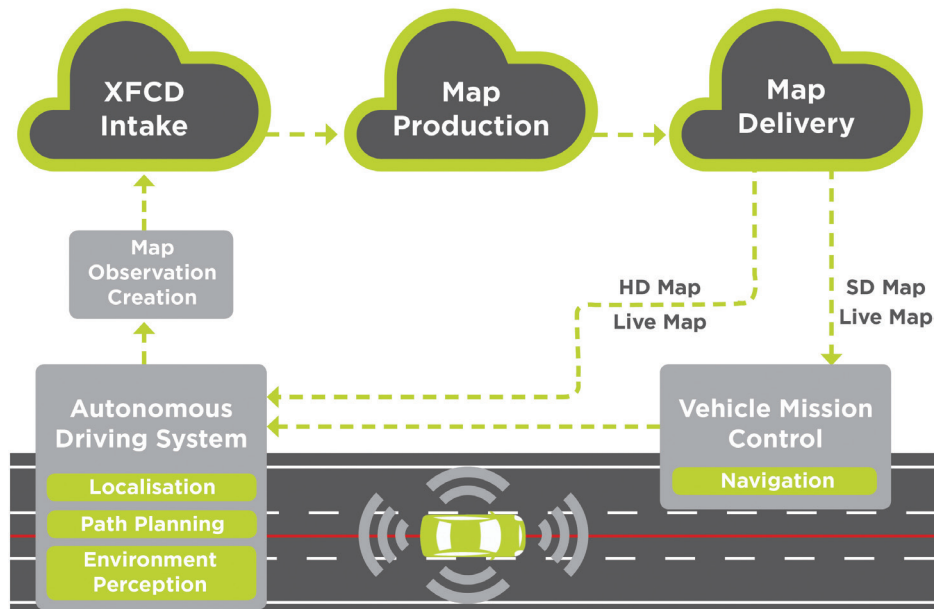 XFCD
Intake
Map
Production
Map
Delivery
Map
Observation
Creation
HD Map
Live Map
SD Map
Live Map
Autonomous
Driving System
Localisation
Path Planning
Environment
Perception
Vehicle Mission
Control
Navigation